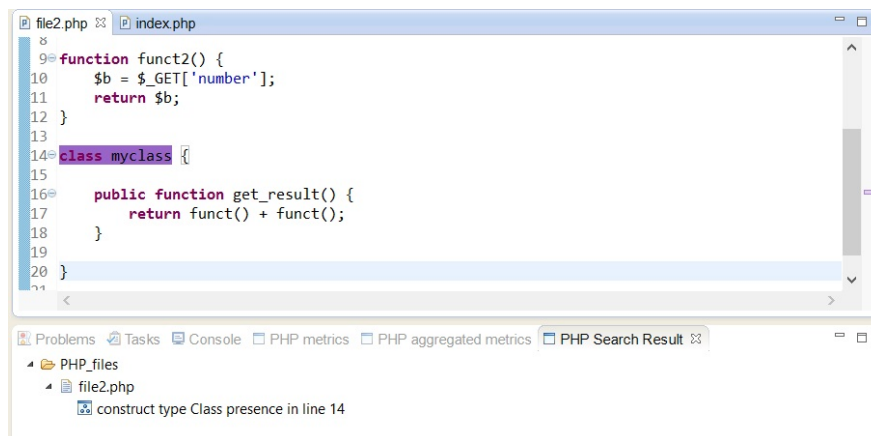 file2.php index.php
8
9 function funct2() {
10 $b = $_GET['number'];
11 return $b;
12 }
13
14 class myclass {
15
16 public function get_result() {
17 return funct() + funct();
18 }
19
20 }
21
Problems Tasks Console PHP metrics PHP aggregated metrics PHP Search Result
PHP_files
file2.php
construct type Class presence in line 14